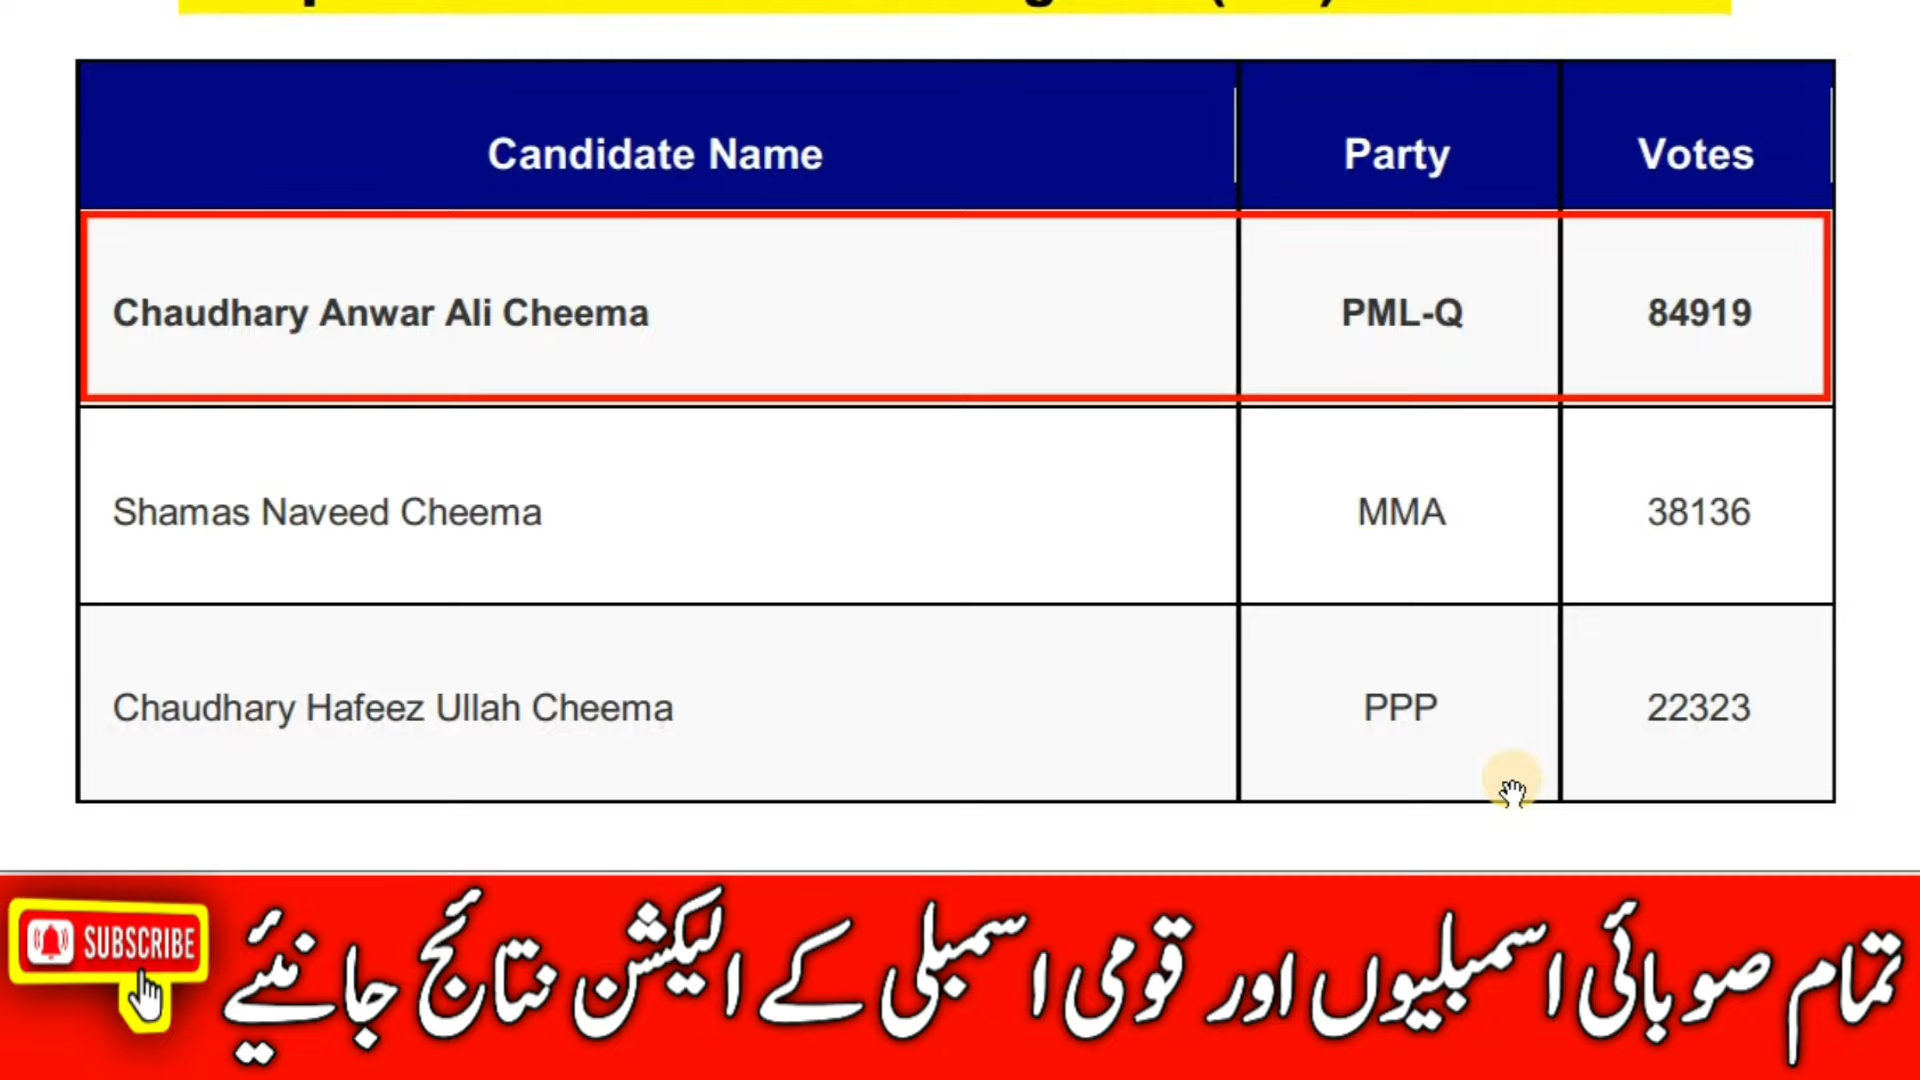 Candidate Name Party Votes
Chaudhary Anwar Ali Cheema PML-Q 84919
Shamas Naveed Cheema MMA 38136
Chaudhary Hafeez Ullah Cheema PPP 22323
SUBSCRIBE
تمام صوبائی اسمبلیوں اور قومی اسمبلی کے الیکشن نتائج جانئیے